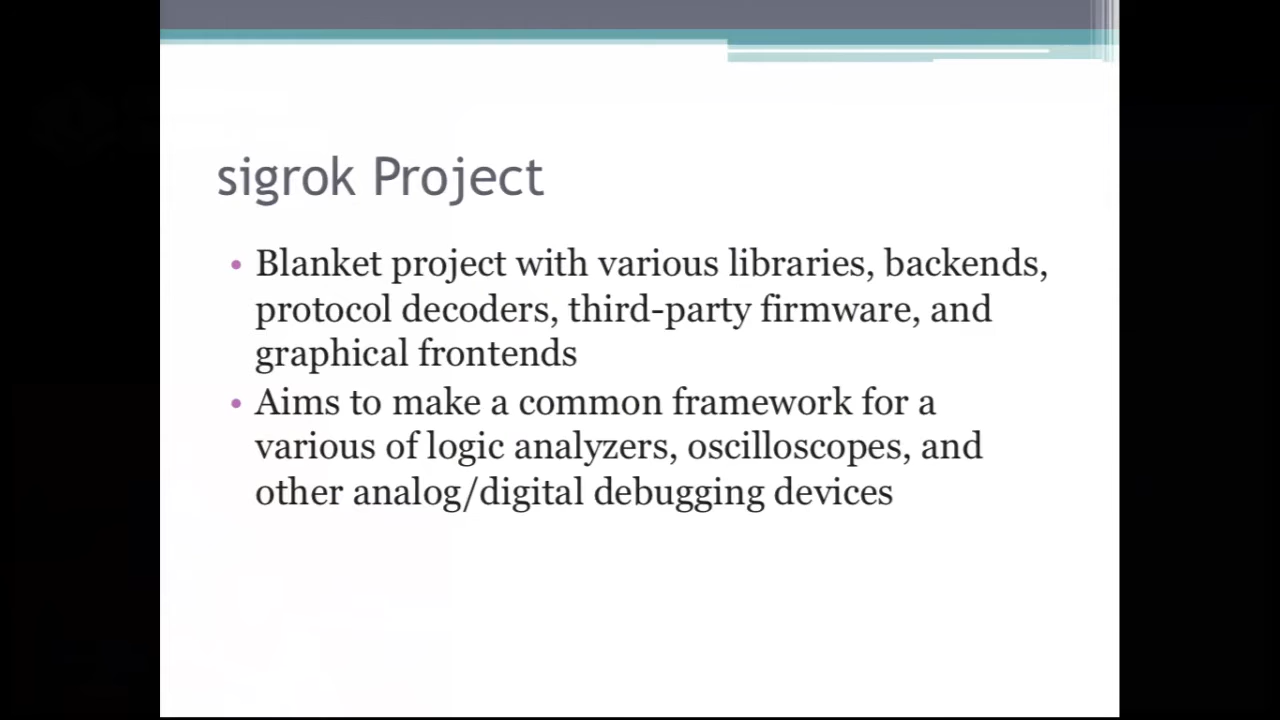 sigrok Project
• Blanket project with various libraries, backends,
protocol decoders, third-party firmware, and
graphical frontends
• Aims to make a common framework for a
various of logic analyzers, oscilloscopes, and
other analog/digital debugging devices